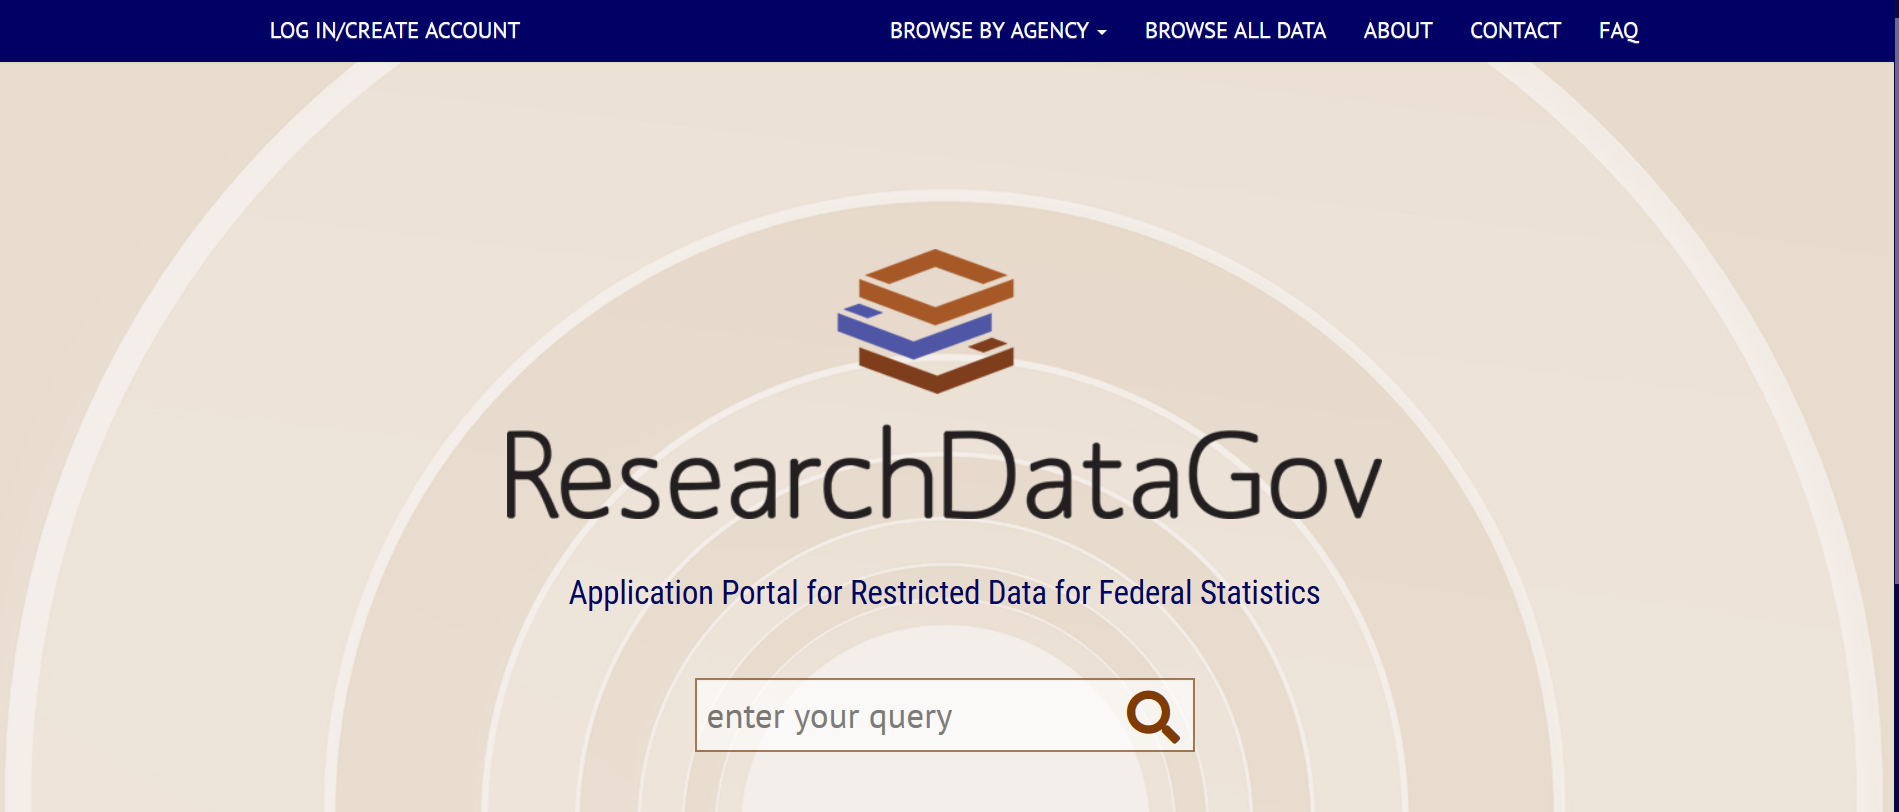 LOG IN/CREATE ACCOUNT BROWSE BY AGENCY BROWSE ALL DATA ABOUT CONTACT FAQ
ResearchDataGov
Application Portal for Restricted Data for Federal Statistics
enter your query